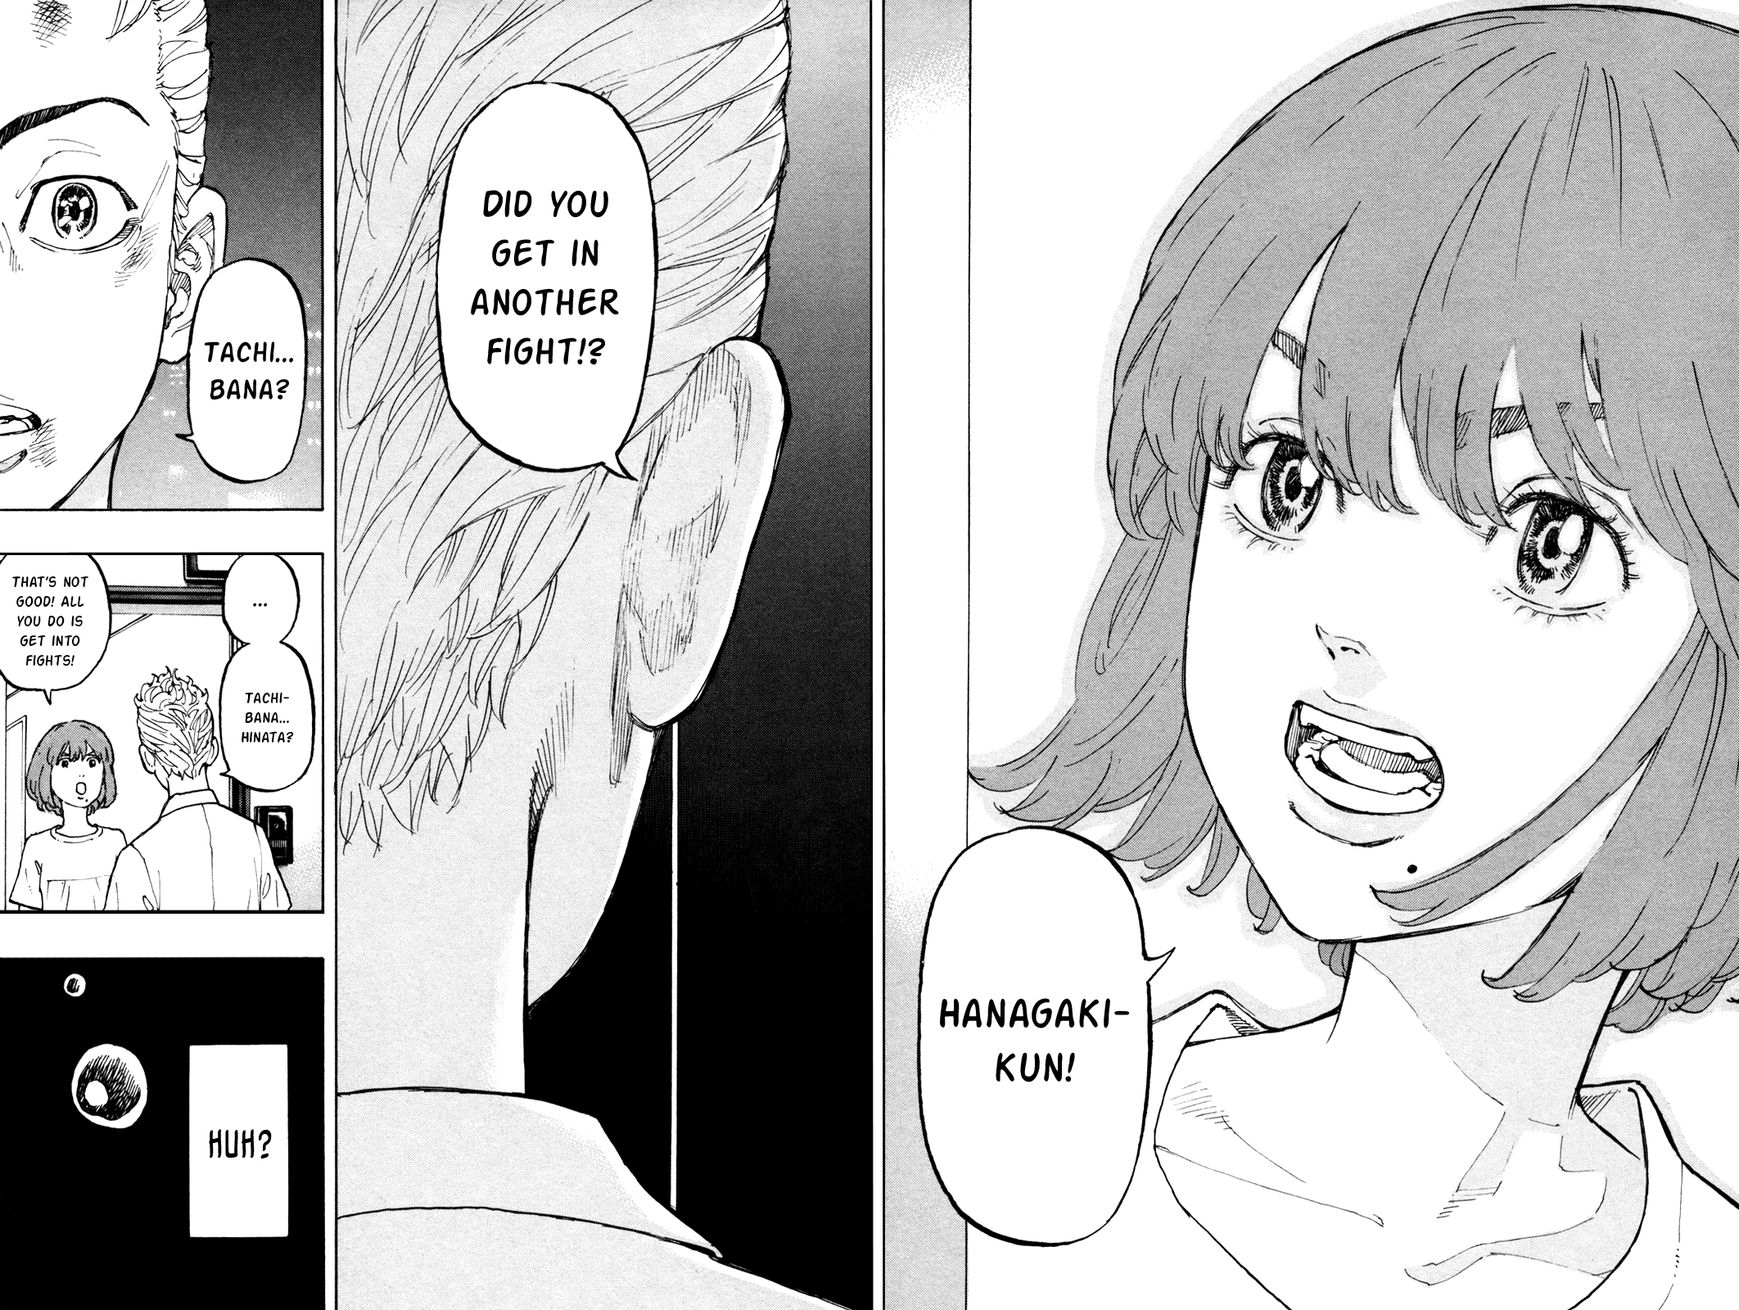 HANAGAKI-
KUN!
DID YOU
GET IN
ANOTHER
FIGHT!?
TACHI...
BANA?
...
TACHI-
BANA...
HINATA?
THAT'S NOT
GOOD! ALL
YOU DO IS
GET INTO
FIGHTS!
HUH?